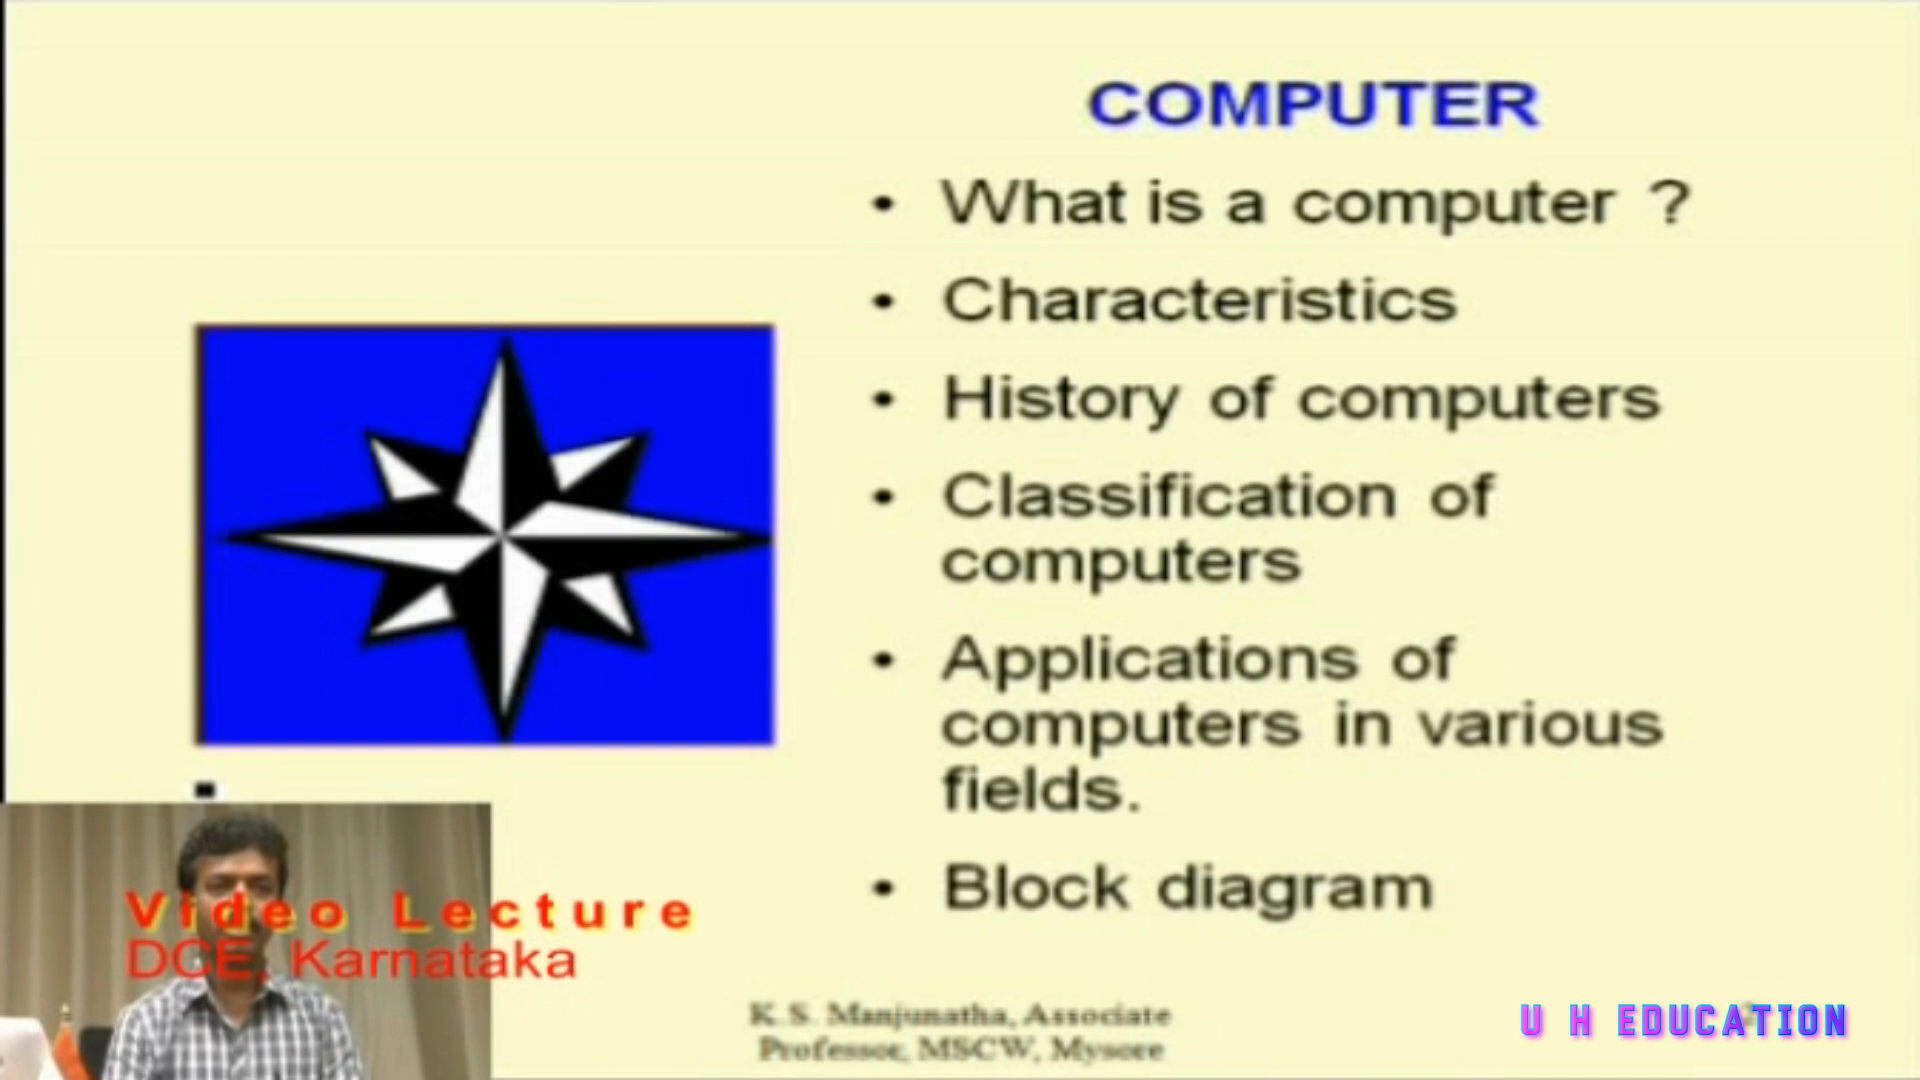 COMPUTER
• What is a computer ?
• Characteristics
• History of computers
• Classification of
computers
• Applications of
computers in various
fields.
• Block diagram
Video Lecture
DCE, Karnataka
K.S. Manjunatha, Associate
Professor, MSCW, Mysore
U H EDUCATION